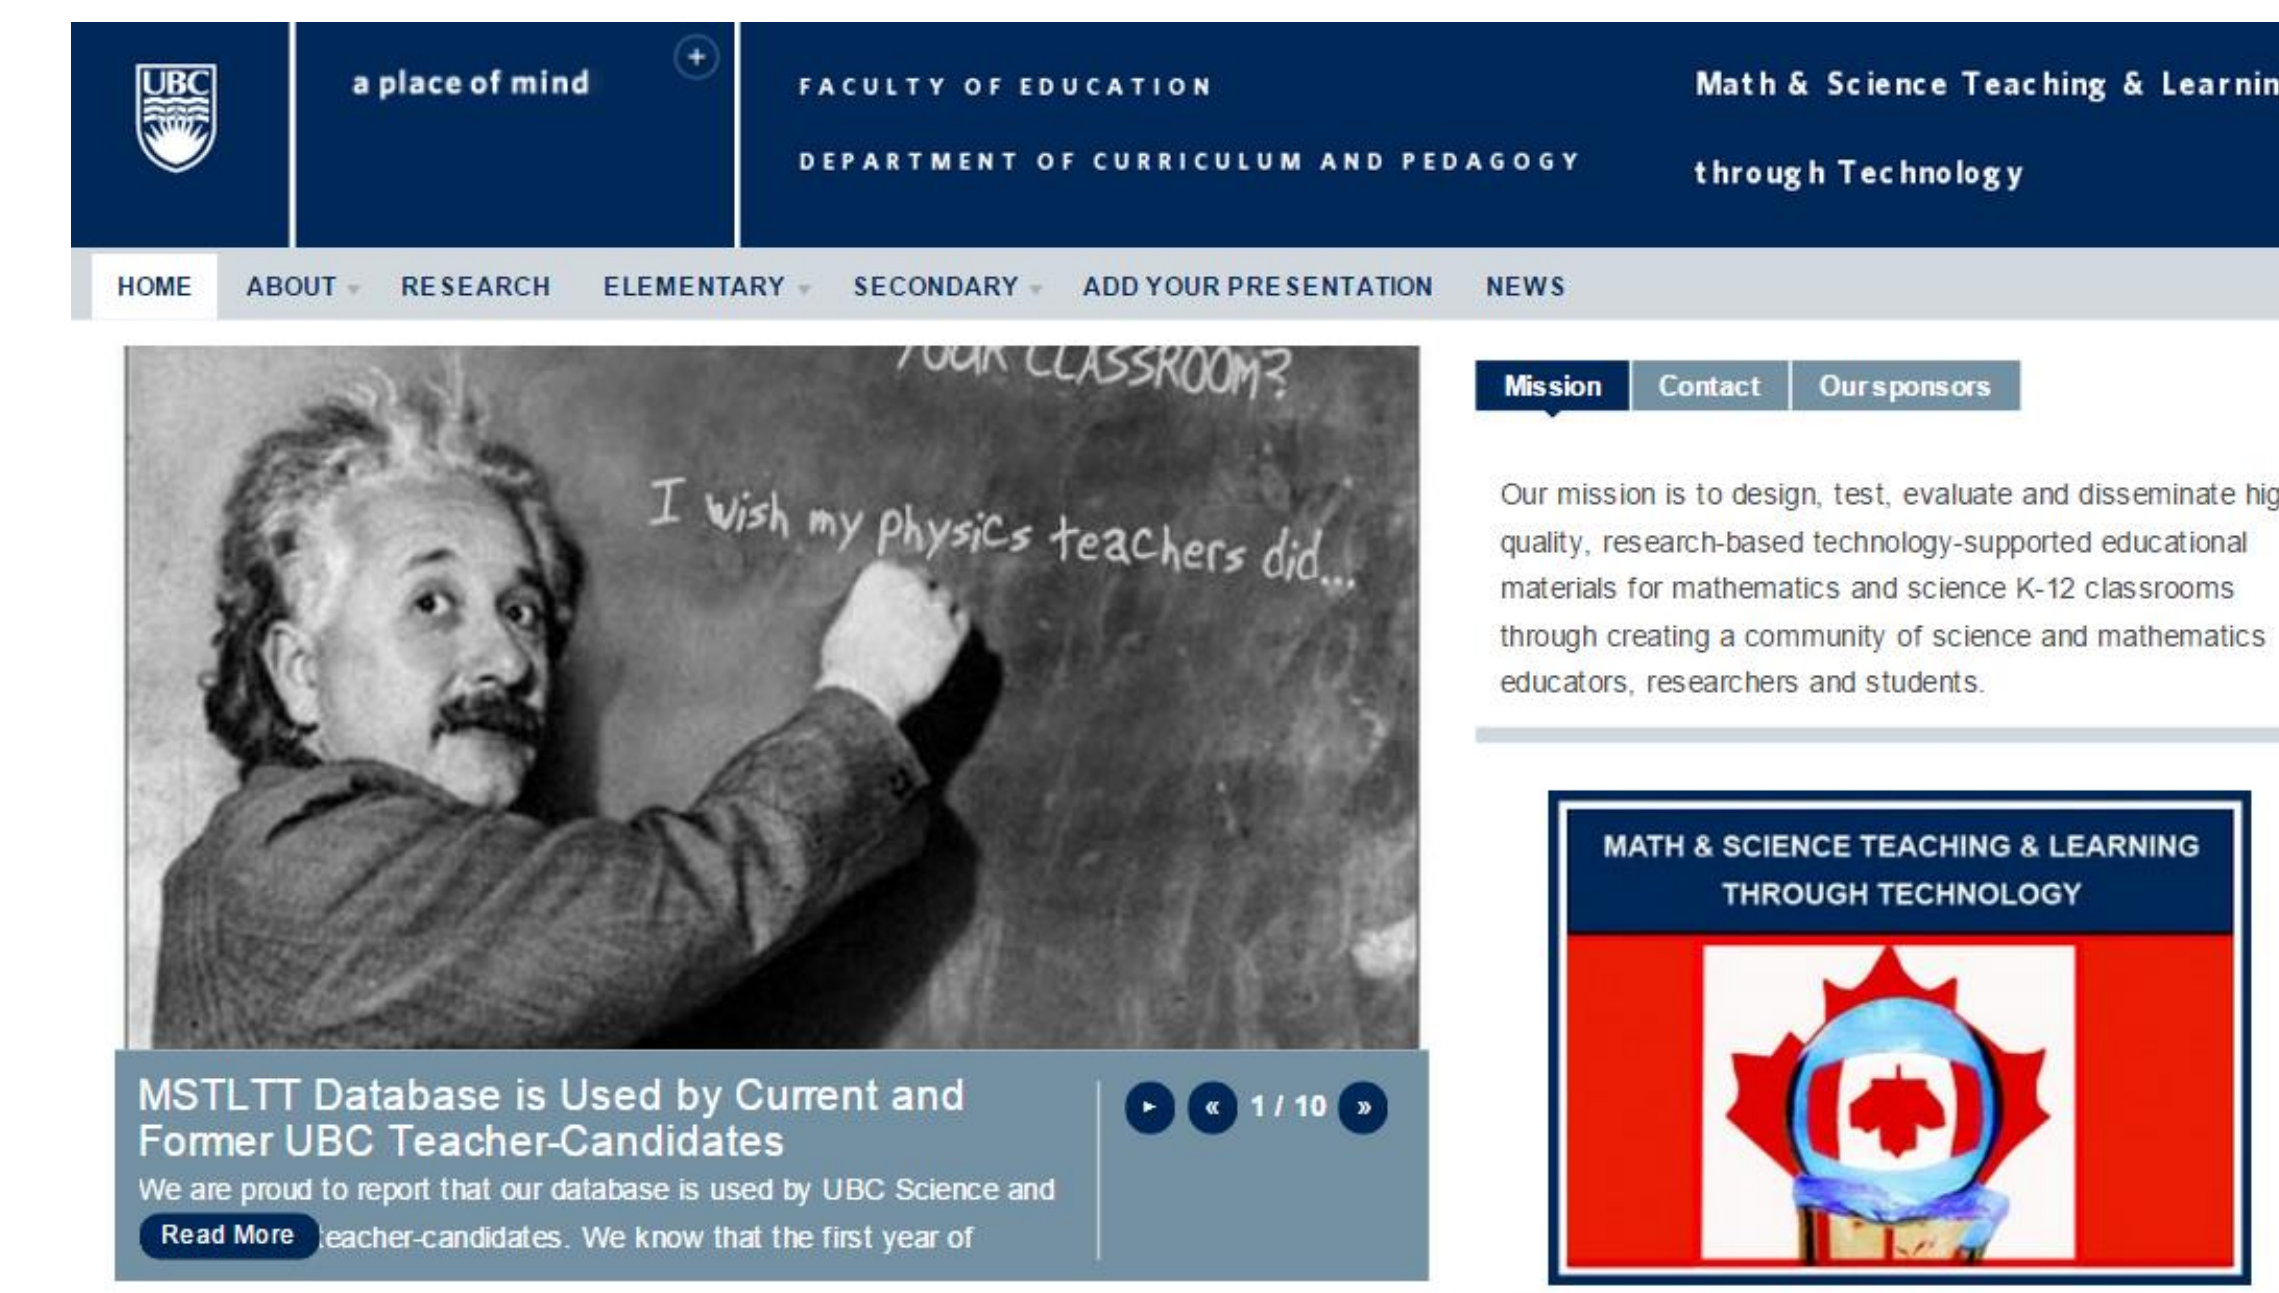 UBC
a place of mind
+
FACULTY OF EDUCATION
DEPARTMENT OF CURRICULUM AND PEDAGOGY
Math & Science Teaching & Learnin
through Technology
HOME ABOUT RESEARCH ELEMENTARY SECONDARY ADD YOUR PRESENTATION NEWS
YOUR CLASSROOM?
I wish my physics teachers did...
MSTLTT Database is Used by Current and
Former UBC Teacher-Candidates
We are proud to report that our database is used by UBC Science and
Read More teacher-candidates. We know that the first year of
« 1 / 10 »
Mission Contact Our sponsors
Our mission is to design, test, evaluate and disseminate hig
quality, research-based technology-supported educational
materials for mathematics and science K-12 classrooms
through creating a community of science and mathematics
educators, researchers and students.
MATH & SCIENCE TEACHING & LEARNING
THROUGH TECHNOLOGY